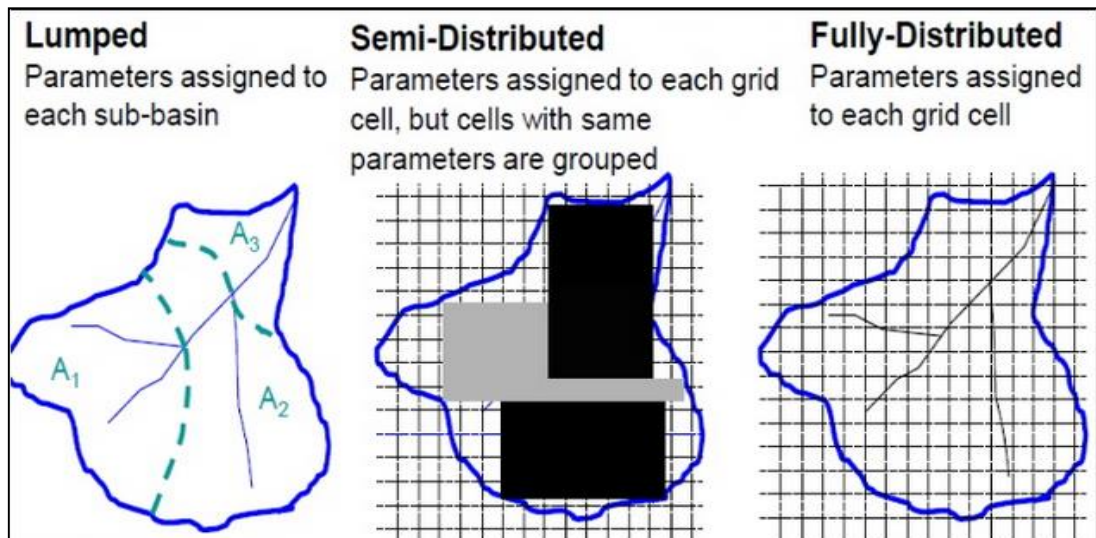 Lumped
Parameters assigned to
each sub-basin
A₃
A₁
A₂
Semi-Distributed
Parameters assigned to each grid
cell, but cells with same
parameters are grouped
Fully-Distributed
Parameters assigned
to each grid cell